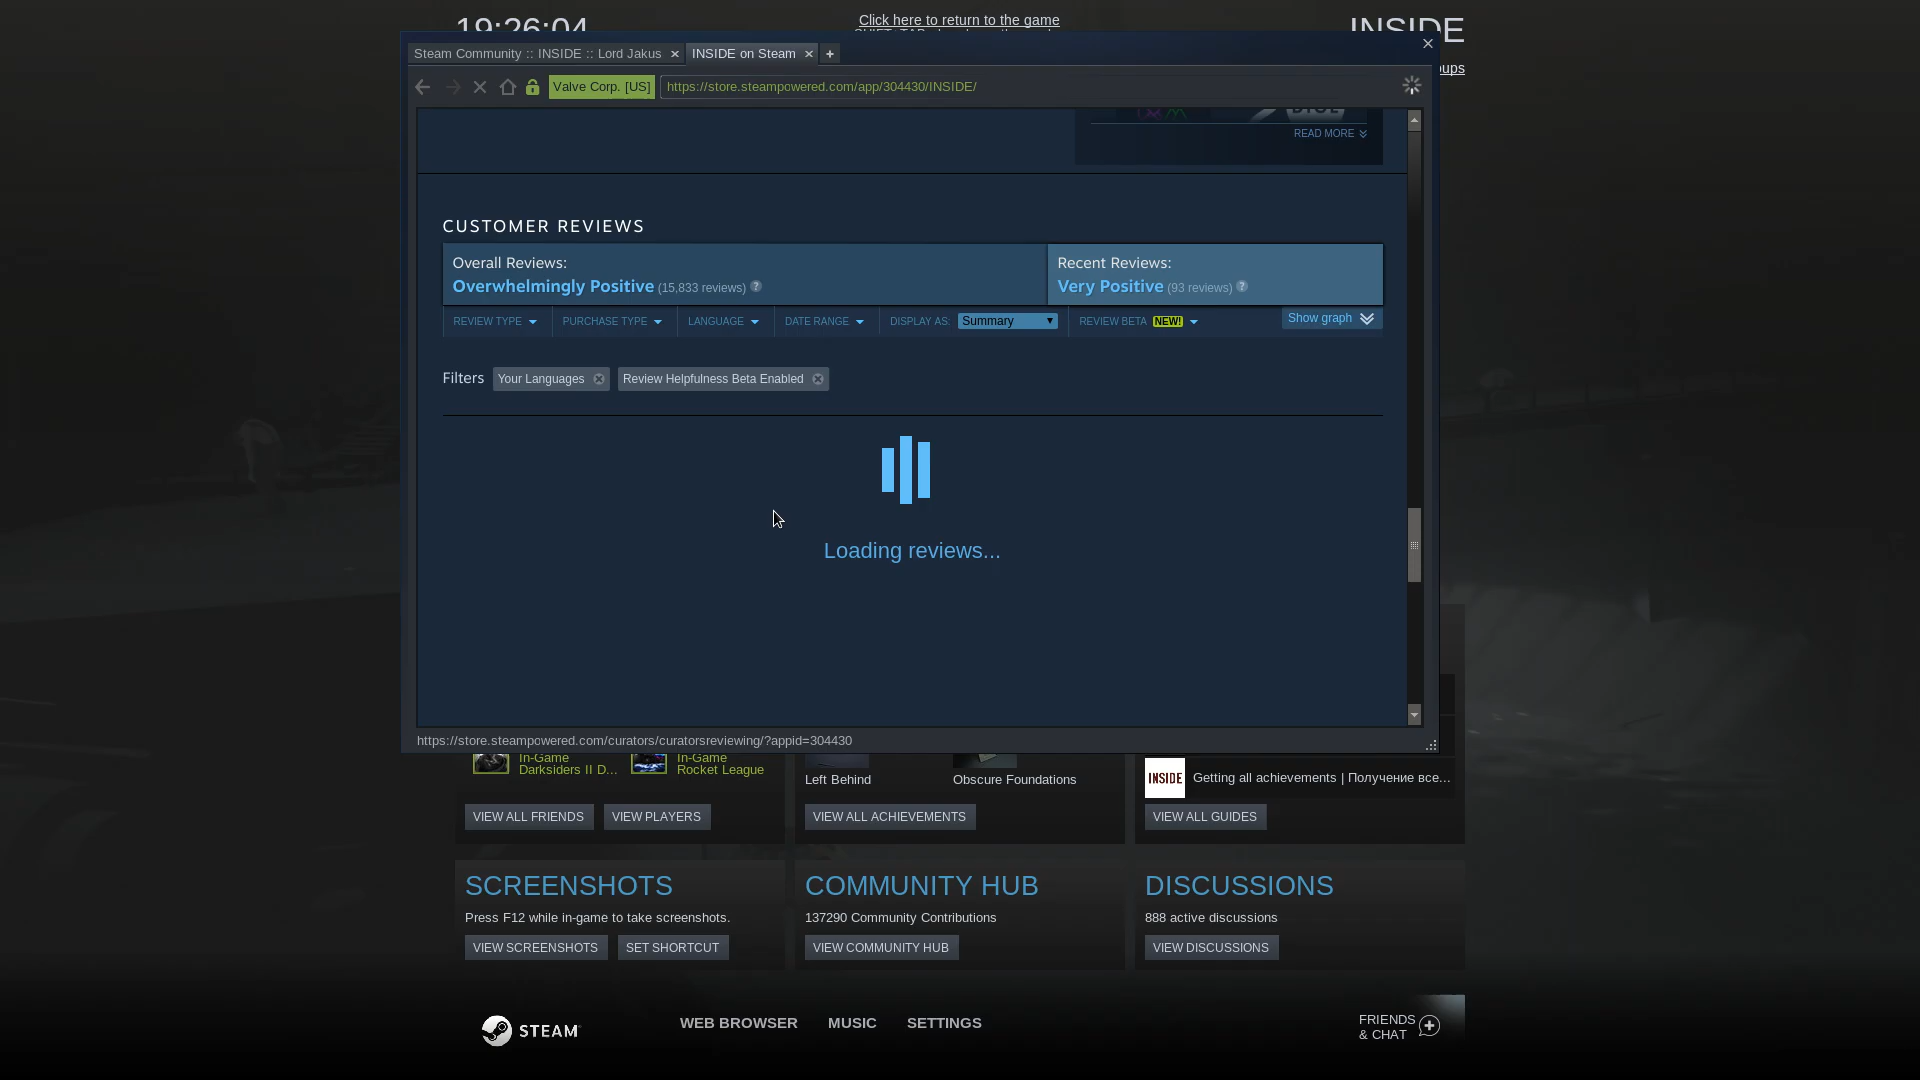 19:26:04
Click here to return to the game
INSIDE
Steam Community :: INSIDE :: Lord Jakus
INSIDE on Steam
Valve Corp. [US]
https://store.steampowered.com/app/304430/INSIDE/
READ MORE
CUSTOMER REVIEWS
Overall Reviews:
Overwhelmingly Positive (15,833 reviews) ?
Recent Reviews:
Very Positive (93 reviews) ?
REVIEW TYPE
PURCHASE TYPE
LANGUAGE
DATE RANGE
DISPLAY AS: Summary
REVIEW BETA NEW!
Show graph
Filters
Your Languages
Review Helpfulness Beta Enabled
Loading reviews...
https://store.steampowered.com/curators/curatorsreviewing/?appid=304430
In-Game
Darksiders II D...
In-Game
Rocket League
VIEW ALL FRIENDS
VIEW PLAYERS
Left Behind
Obscure Foundations
VIEW ALL ACHIEVEMENTS
INSIDE
Getting all achievements | Получение все...
VIEW ALL GUIDES
SCREENSHOTS
Press F12 while in-game to take screenshots.
VIEW SCREENSHOTS
SET SHORTCUT
COMMUNITY HUB
137290 Community Contributions
VIEW COMMUNITY HUB
DISCUSSIONS
888 active discussions
VIEW DISCUSSIONS
STEAM
WEB BROWSER
MUSIC
SETTINGS
FRIENDS
& CHAT